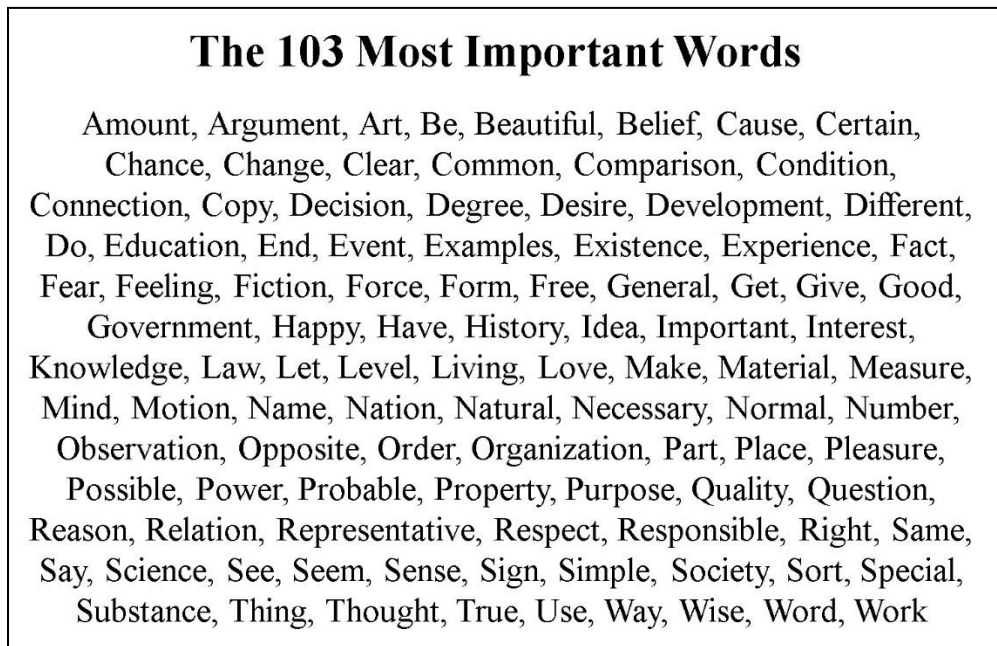 The 103 Most Important Words
Amount, Argument, Art, Be, Beautiful, Belief, Cause, Certain,
Chance, Change, Clear, Common, Comparison, Condition,
Connection, Copy, Decision, Degree, Desire, Development, Different,
Do, Education, End, Event, Examples, Existence, Experience, Fact,
Fear, Feeling, Fiction, Force, Form, Free, General, Get, Give, Good,
Government, Happy, Have, History, Idea, Important, Interest,
Knowledge, Law, Let, Level, Living, Love, Make, Material, Measure,
Mind, Motion, Name, Nation, Natural, Necessary, Normal, Number,
Observation, Opposite, Order, Organization, Part, Place, Pleasure,
Possible, Power, Probable, Property, Purpose, Quality, Question,
Reason, Relation, Representative, Respect, Responsible, Right, Same,
Say, Science, See, Seem, Sense, Sign, Simple, Society, Sort, Special,
Substance, Thing, Thought, True, Use, Way, Wise, Word, Work